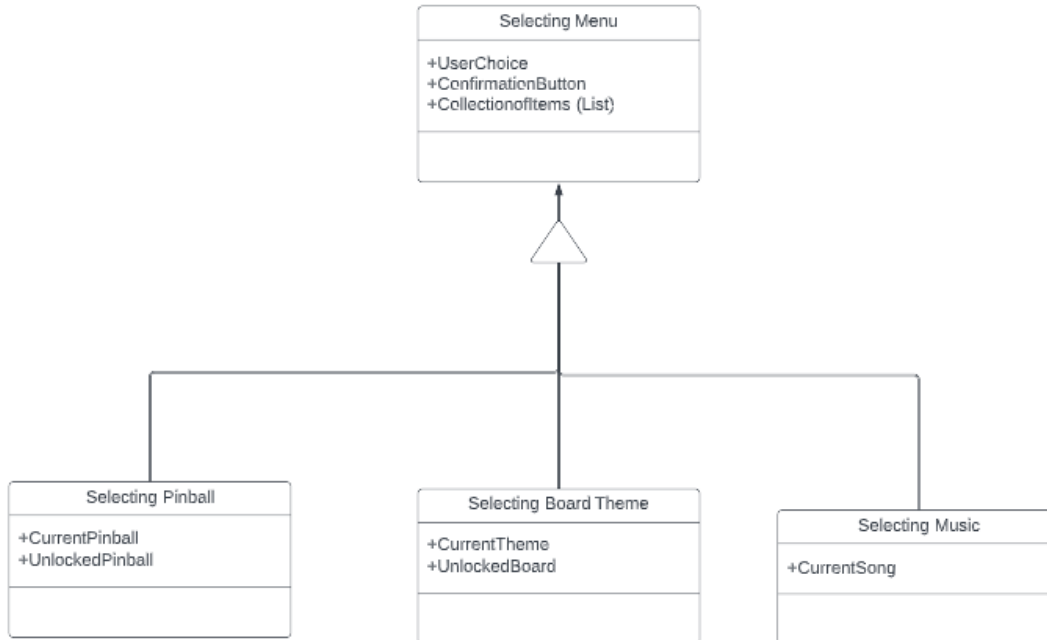 Selecting Menu
+UserChoice
+ConfirmationButton
+CollectionofItems (List)
Selecting Pinball
+CurrentPinball
+UnlockedPinball
Selecting Board Theme
+CurrentTheme
+UnlockedBoard
Selecting Music
+CurrentSong